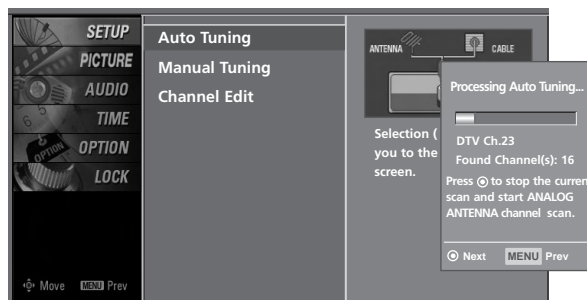 SETUP
PICTURE
AUDIO
TIME
OPTION
LOCK
Move MENU Prev
Auto Tuning
Manual Tuning
Channel Edit
ANTENNA
CABLE
Selection (
you to the
screen.
Processing Auto Tuning...
DTV Ch.23
Found Channel(s): 16
Press ⊙ to stop the curren
scan and start ANALOG
ANTENNA channel scan.
⊙ Next MENU Prev